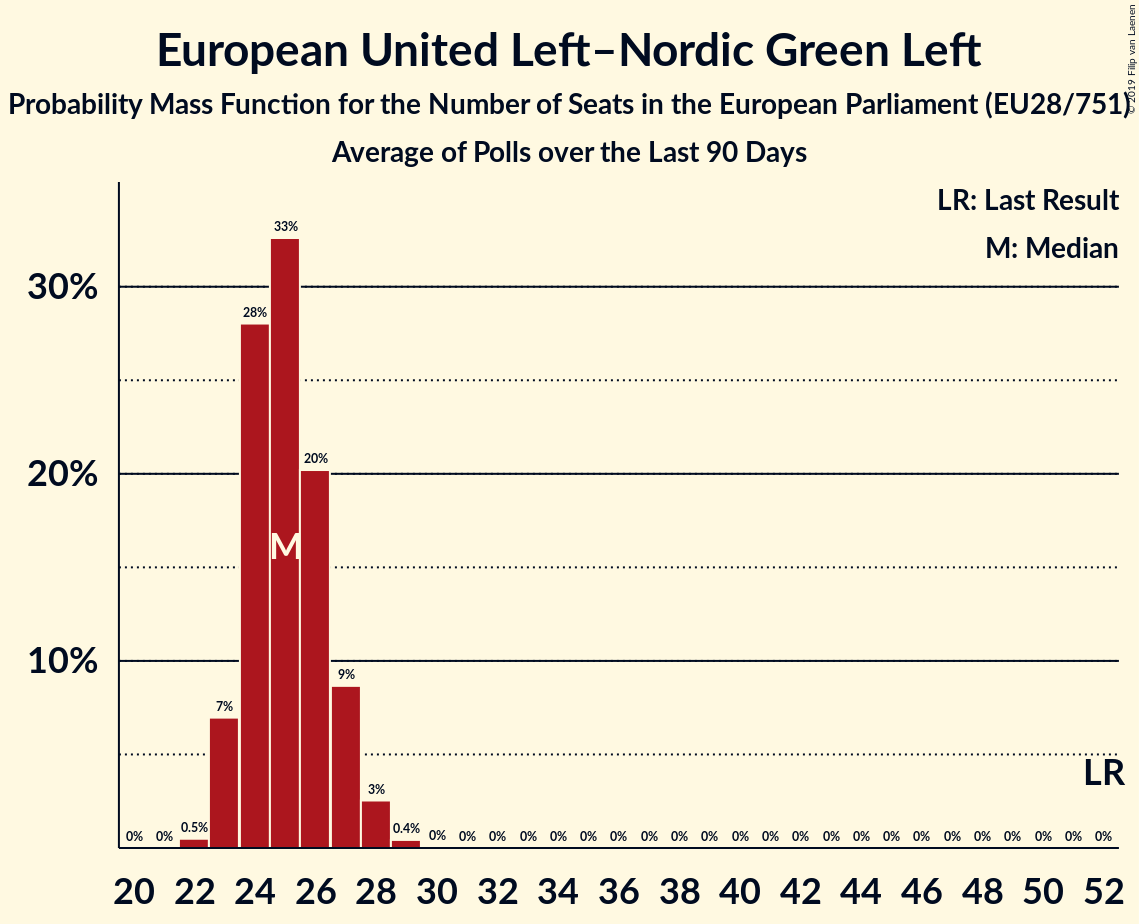 European United Left–Nordic Green Left
Probability Mass Function for the Number of Seats in the European Parliament (EU28/751)
Average of Polls over the Last 90 Days
© 2019 Filip van Laenen
LR: Last Result
M: Median
30%
20%
10%
0% 0% 0.5% 7% 28% 33% 20% 9% 3% 0.4% 0% 0% 0% 0% 0% 0% 0% 0% 0% 0% 0% 0% 0% 0% 0% 0% 0% 0% 0% 0% 0% 0% 0%
M
LR
20 22 24 26 28 30 32 34 36 38 40 42 44 46 48 50 52